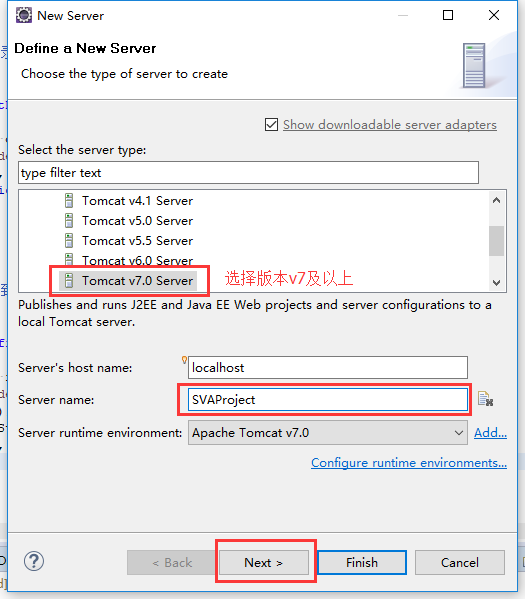 New Server
Define a New Server
Choose the type of server to create
Show downloadable server adapters
Select the server type:
type filter text
Tomcat v4.1 Server
Tomcat v5.0 Server
Tomcat v5.5 Server
Tomcat v6.0 Server
Tomcat v7.0 Server
选择版本v7及以上
Publishes and runs J2EE and Java EE Web projects and server configurations to a
local Tomcat server.
Server's host name: localhost
Server name: SVAProject
Server runtime environment: Apache Tomcat v7.0 Add...
Configure runtime environments...
? < Back Next > Finish Cancel